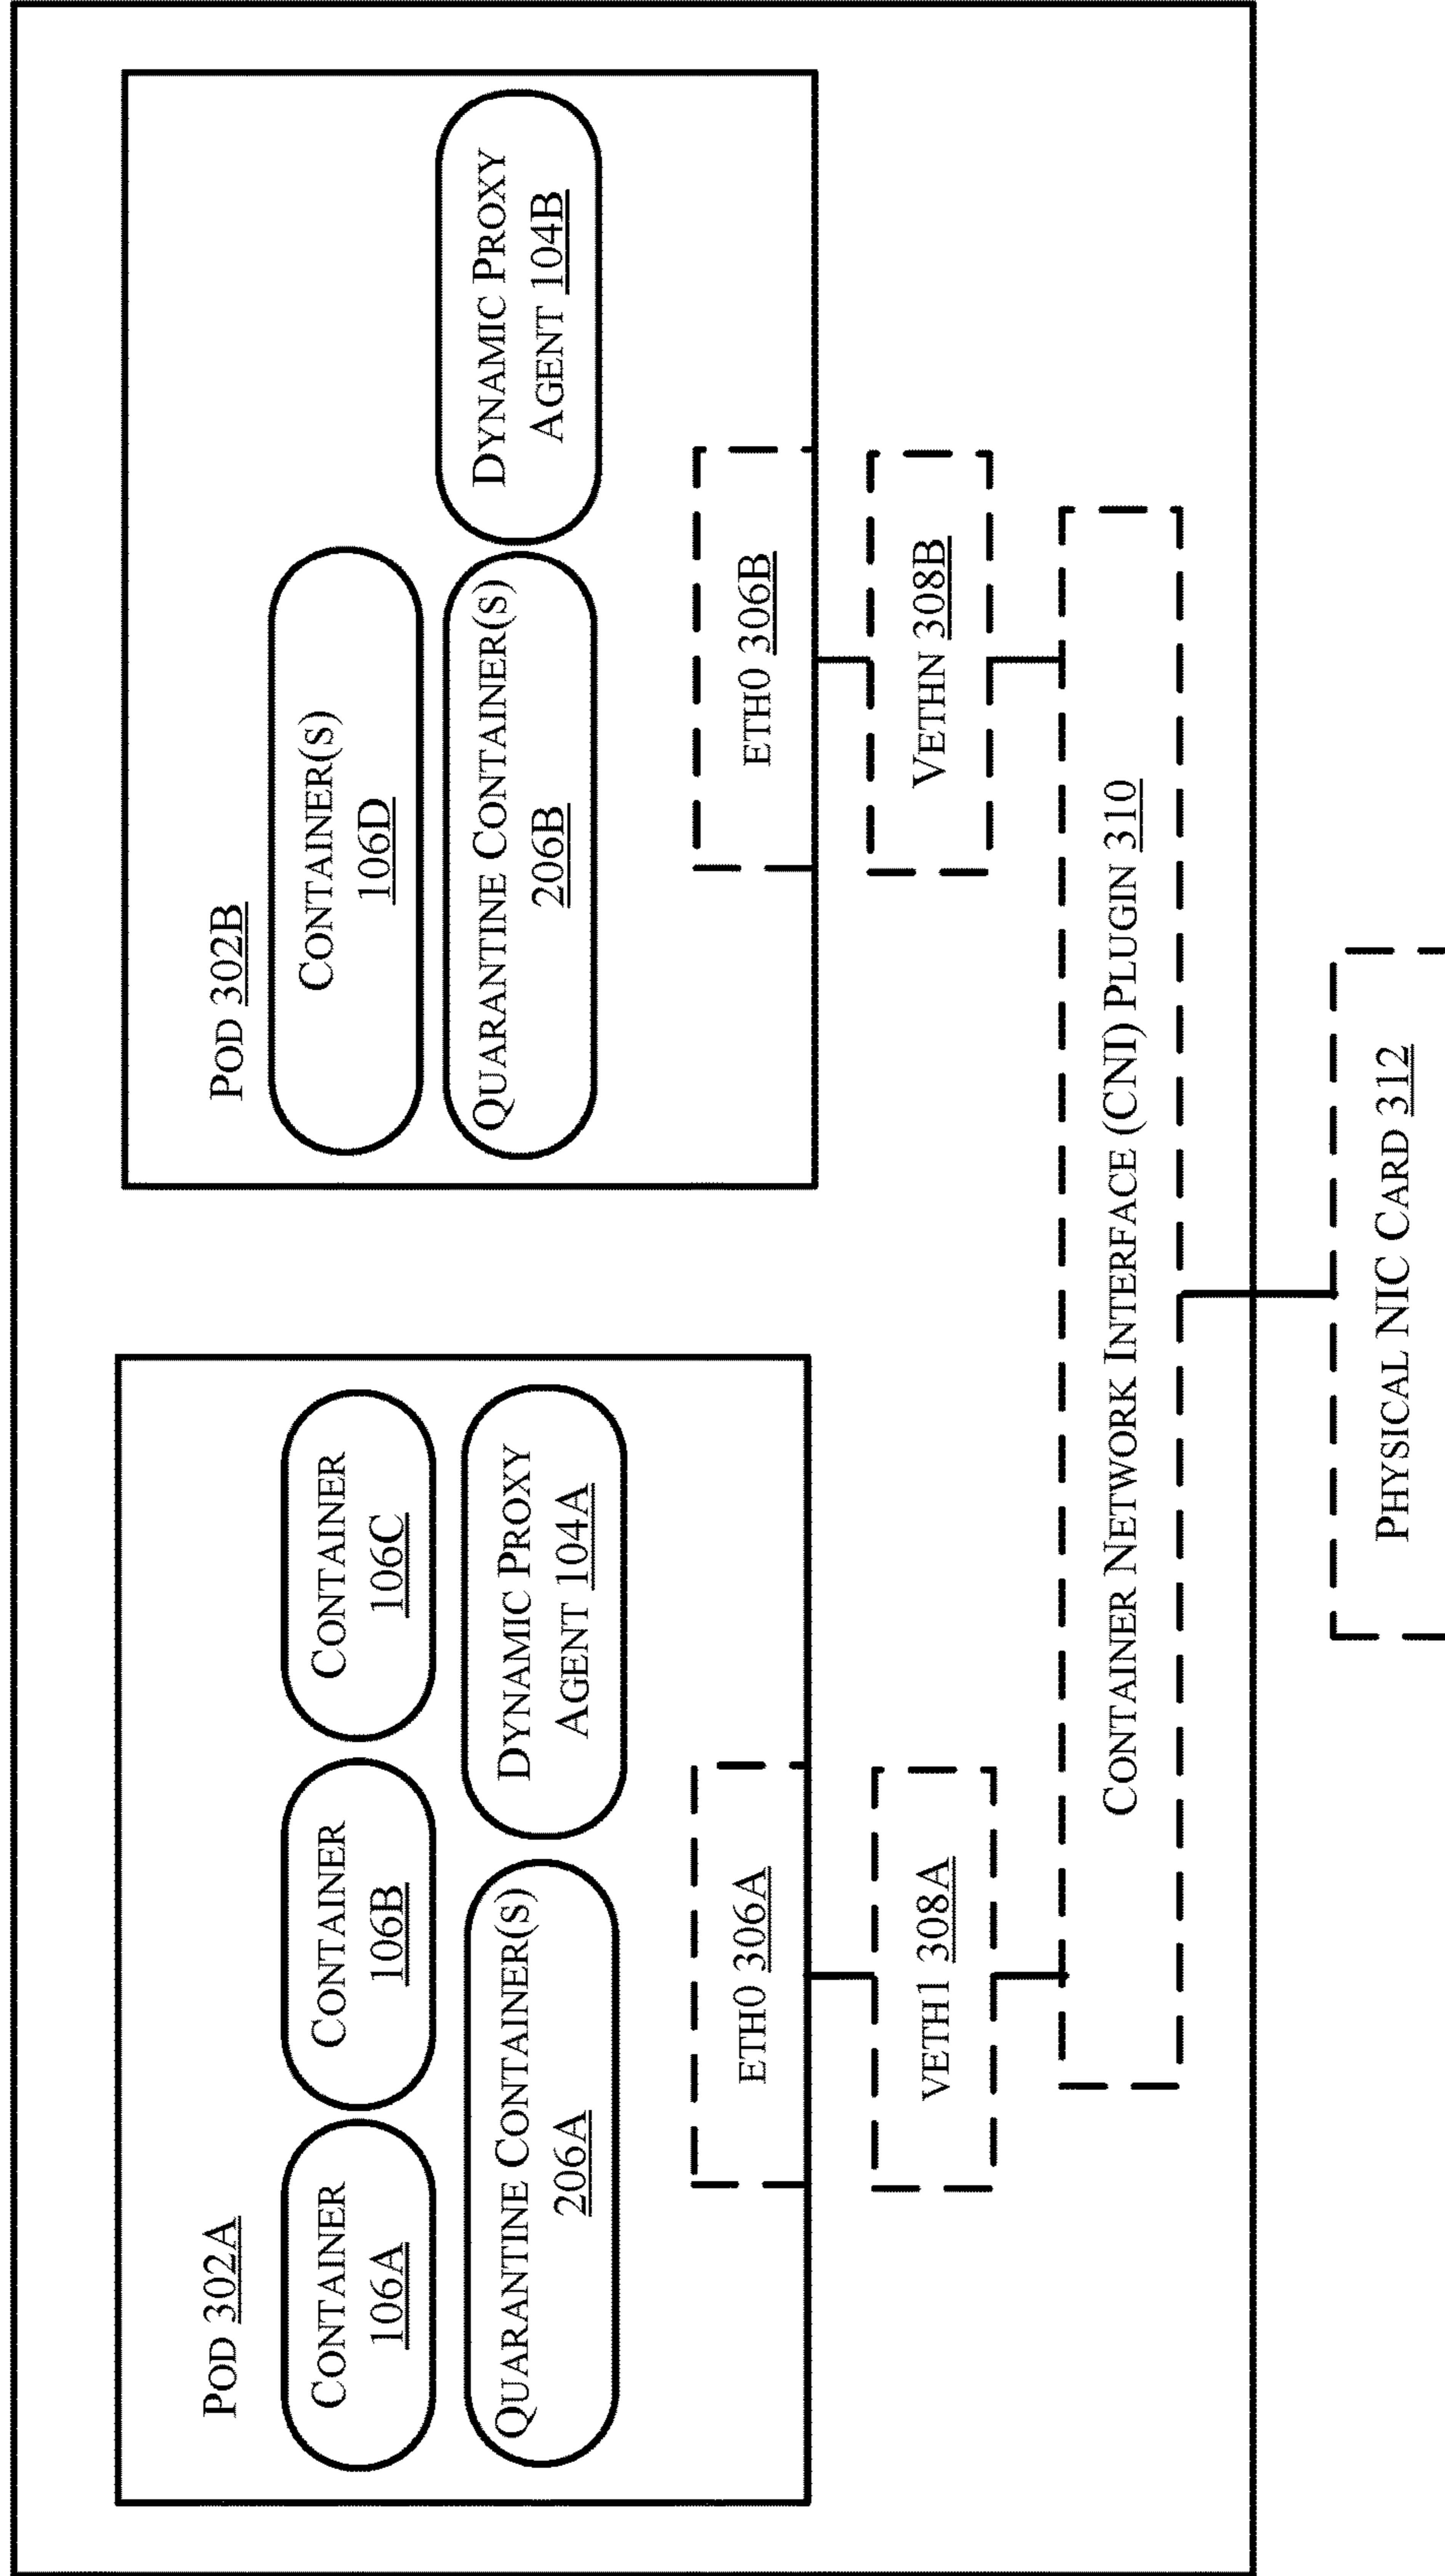 POD 302A
CONTAINER
106A
CONTAINER
106B
CONTAINER
106C
QUARANTINE CONTAINER(S)
206A
DYNAMIC PROXY
AGENT 104A
ETH0 306A
VETH1 308A
POD 302B
CONTAINER(S)
106D
QUARANTINE CONTAINER(S)
206B
DYNAMIC PROXY
AGENT 104B
ETH0 306B
VETHN 308B
CONTAINER NETWORK INTERFACE (CNI) PLUGIN 310
PHYSICAL NIC CARD 312